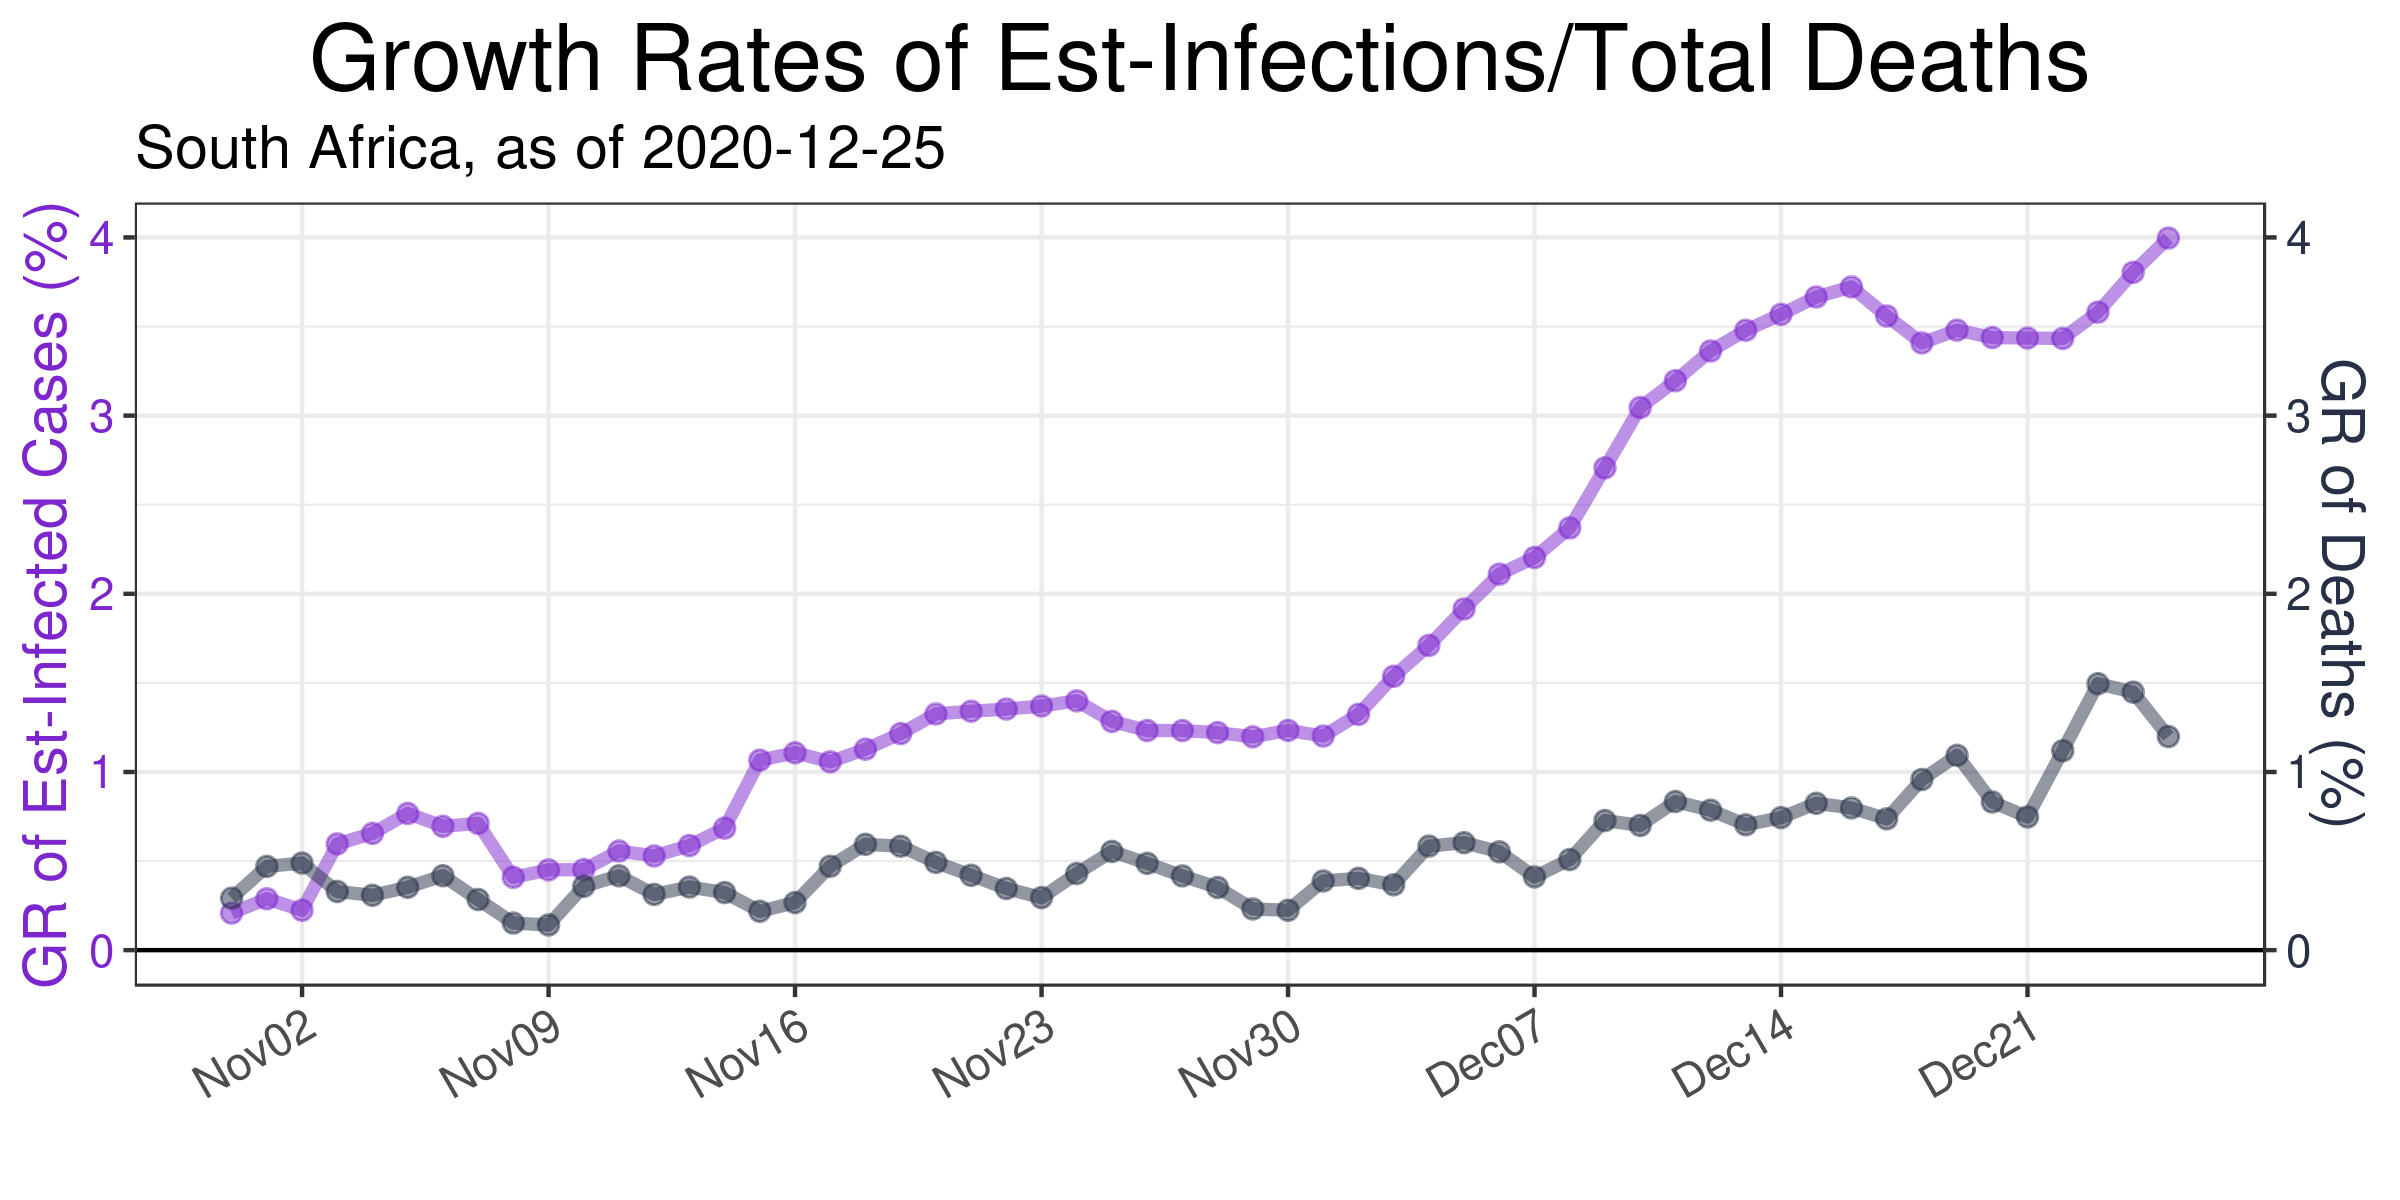 Growth Rates of Est-Infections/Total Deaths
South Africa, as of 2020-12-25
GR of Est-Infected Cases (%)
4
3
2
1
0
4
3
2
1
0
GR of Deaths (%)
Nov02
Nov09
Nov16
Nov23
Nov30
Dec07
Dec14
Dec21